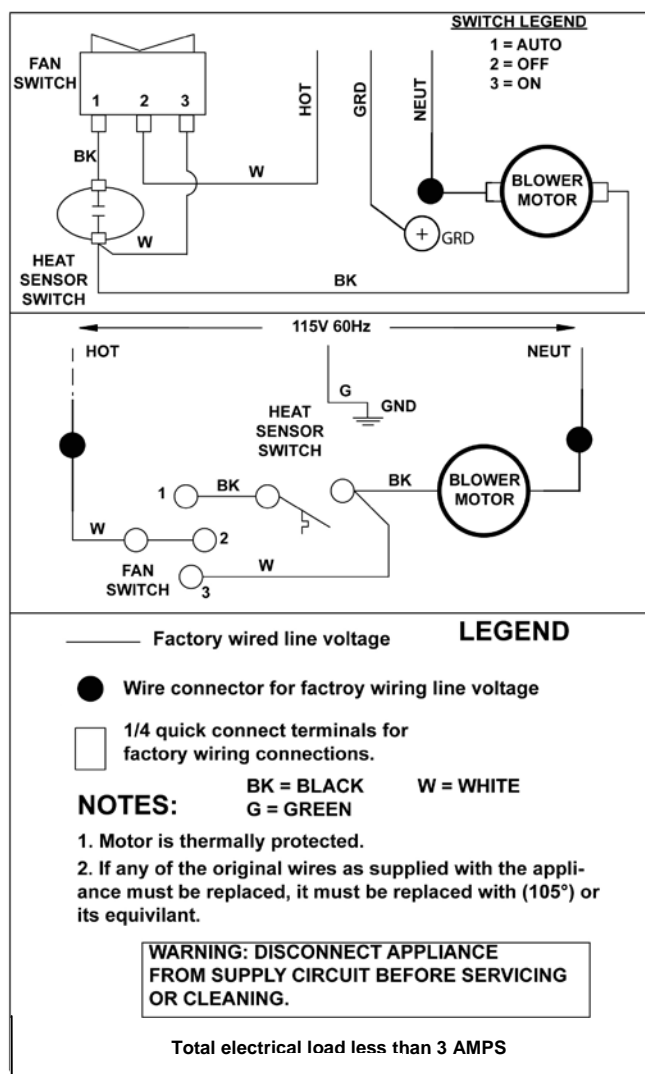 SWITCH LEGEND
1 = AUTO
2 = OFF
3 = ON
FAN
SWITCH
1 2 3
HOT
GRD
NEUT
BK
W
W
BLOWER
MOTOR
+ GRD
HEAT
SENSOR
SWITCH
BK
115V 60Hz
HOT
NEUT
G
GND
HEAT
SENSOR
SWITCH
1
BK
BK
BLOWER
MOTOR
W
2
FAN
SWITCH
3
W
LEGEND
Factory wired line voltage
Wire connector for factroy wiring line voltage
1/4 quick connect terminals for
factory wiring connections.
BK = BLACK W = WHITE
G = GREEN
NOTES:
1. Motor is thermally protected.
2. If any of the original wires as supplied with the appli-
ance must be replaced, it must be replaced with (105°) or
its equivilant.
WARNING: DISCONNECT APPLIANCE
FROM SUPPLY CIRCUIT BEFORE SERVICING
OR CLEANING.
Total electrical load less than 3 AMPS